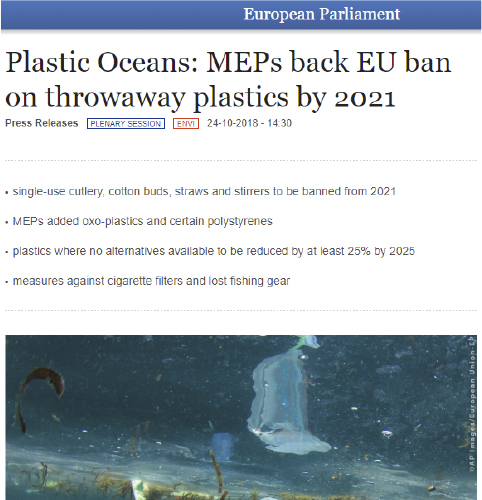 European Parliament
Plastic Oceans: MEPs back EU ban
on throwaway plastics by 2021
Press Releases PLENARY SESSION ENVI 24-10-2018 - 14:30
• single-use cutlery, cotton buds, straws and stirrers to be banned from 2021
• MEPs added oxo-plastics and certain polystyrenes
• plastics where no alternatives available to be reduced by at least 25% by 2025
• measures against cigarette filters and lost fishing gear
©AP Images/European Union-EP